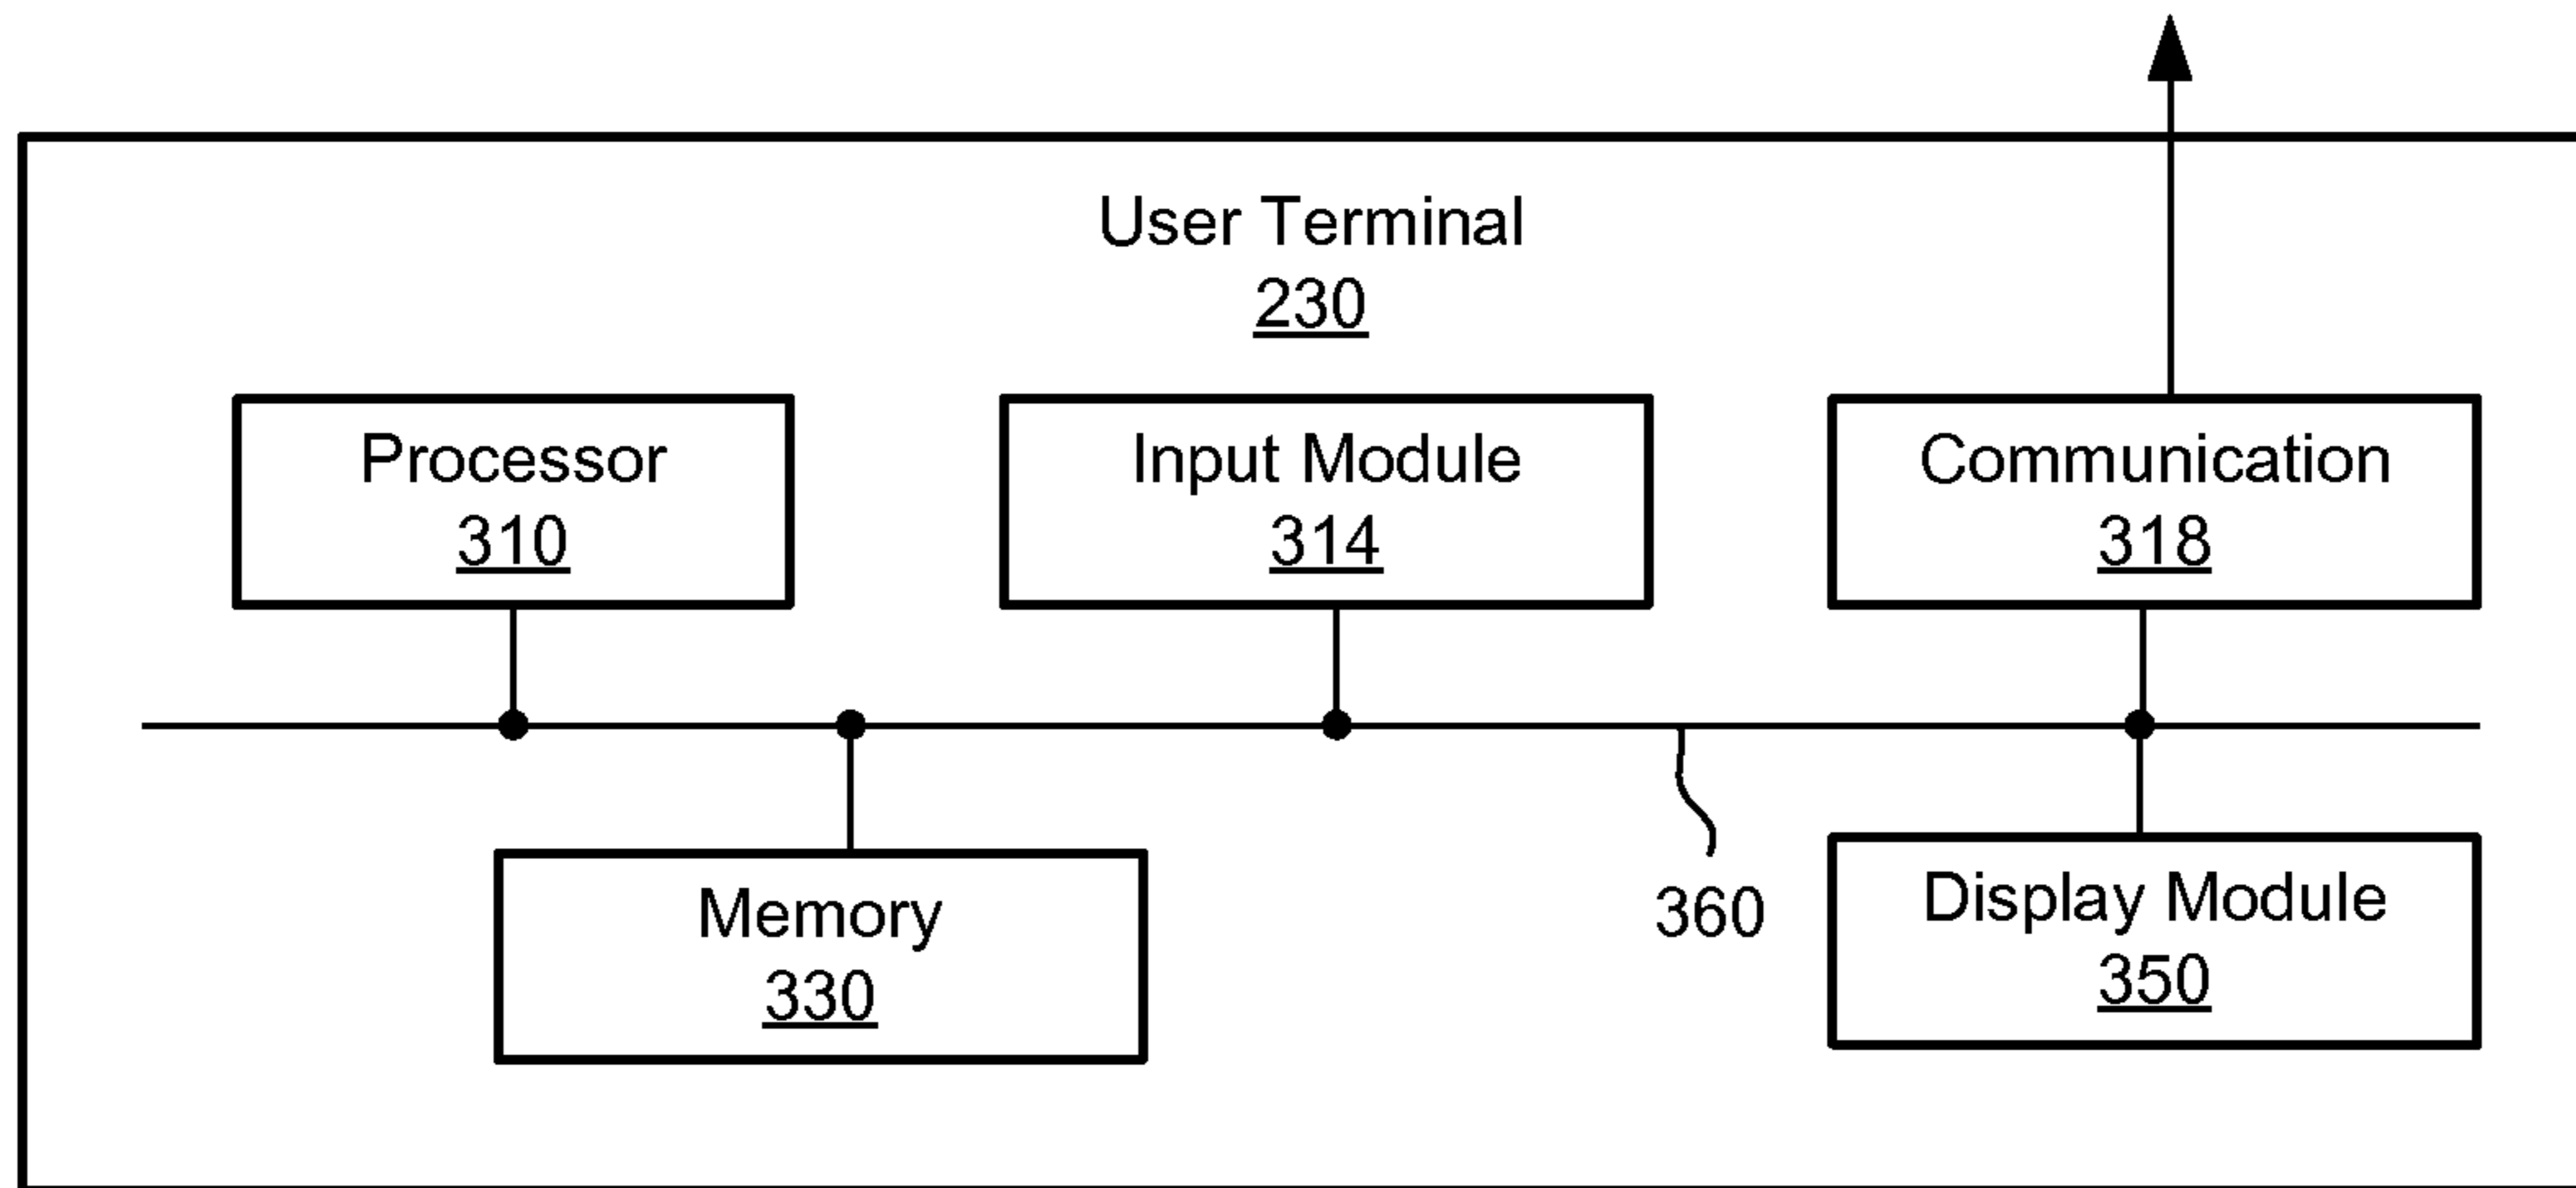 User Terminal
230
Processor
310
Input Module
314
Communication
318
Memory
330
360
Display Module
350